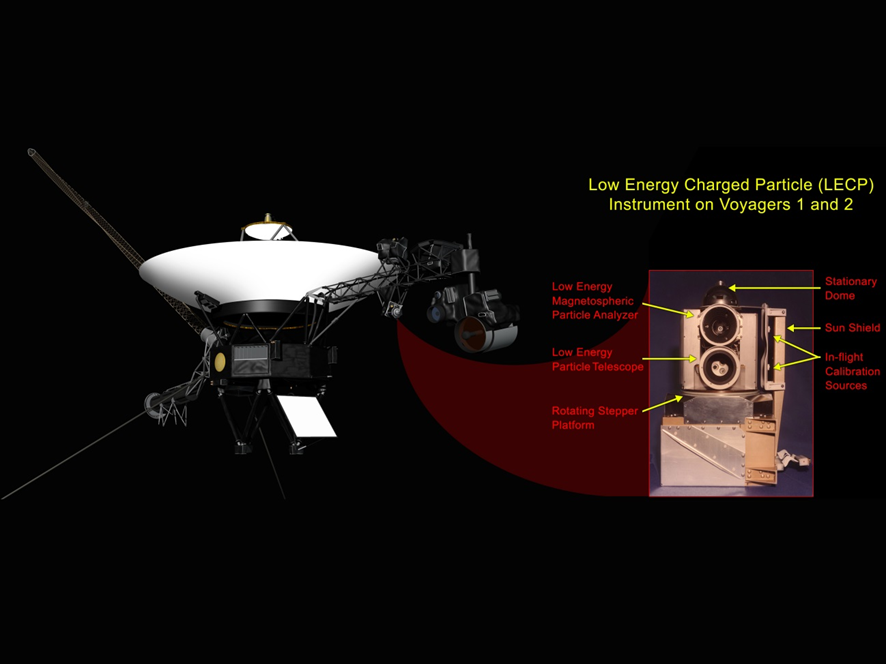 Low Energy Charged Particle (LECP)
Instrument on Voyagers 1 and 2
Low Energy
Magnetospheric
Particle Analyzer
Low Energy
Particle Telescope
Rotating Stepper
Platform
Stationary
Dome
Sun Shield
In-flight
Calibration
Sources